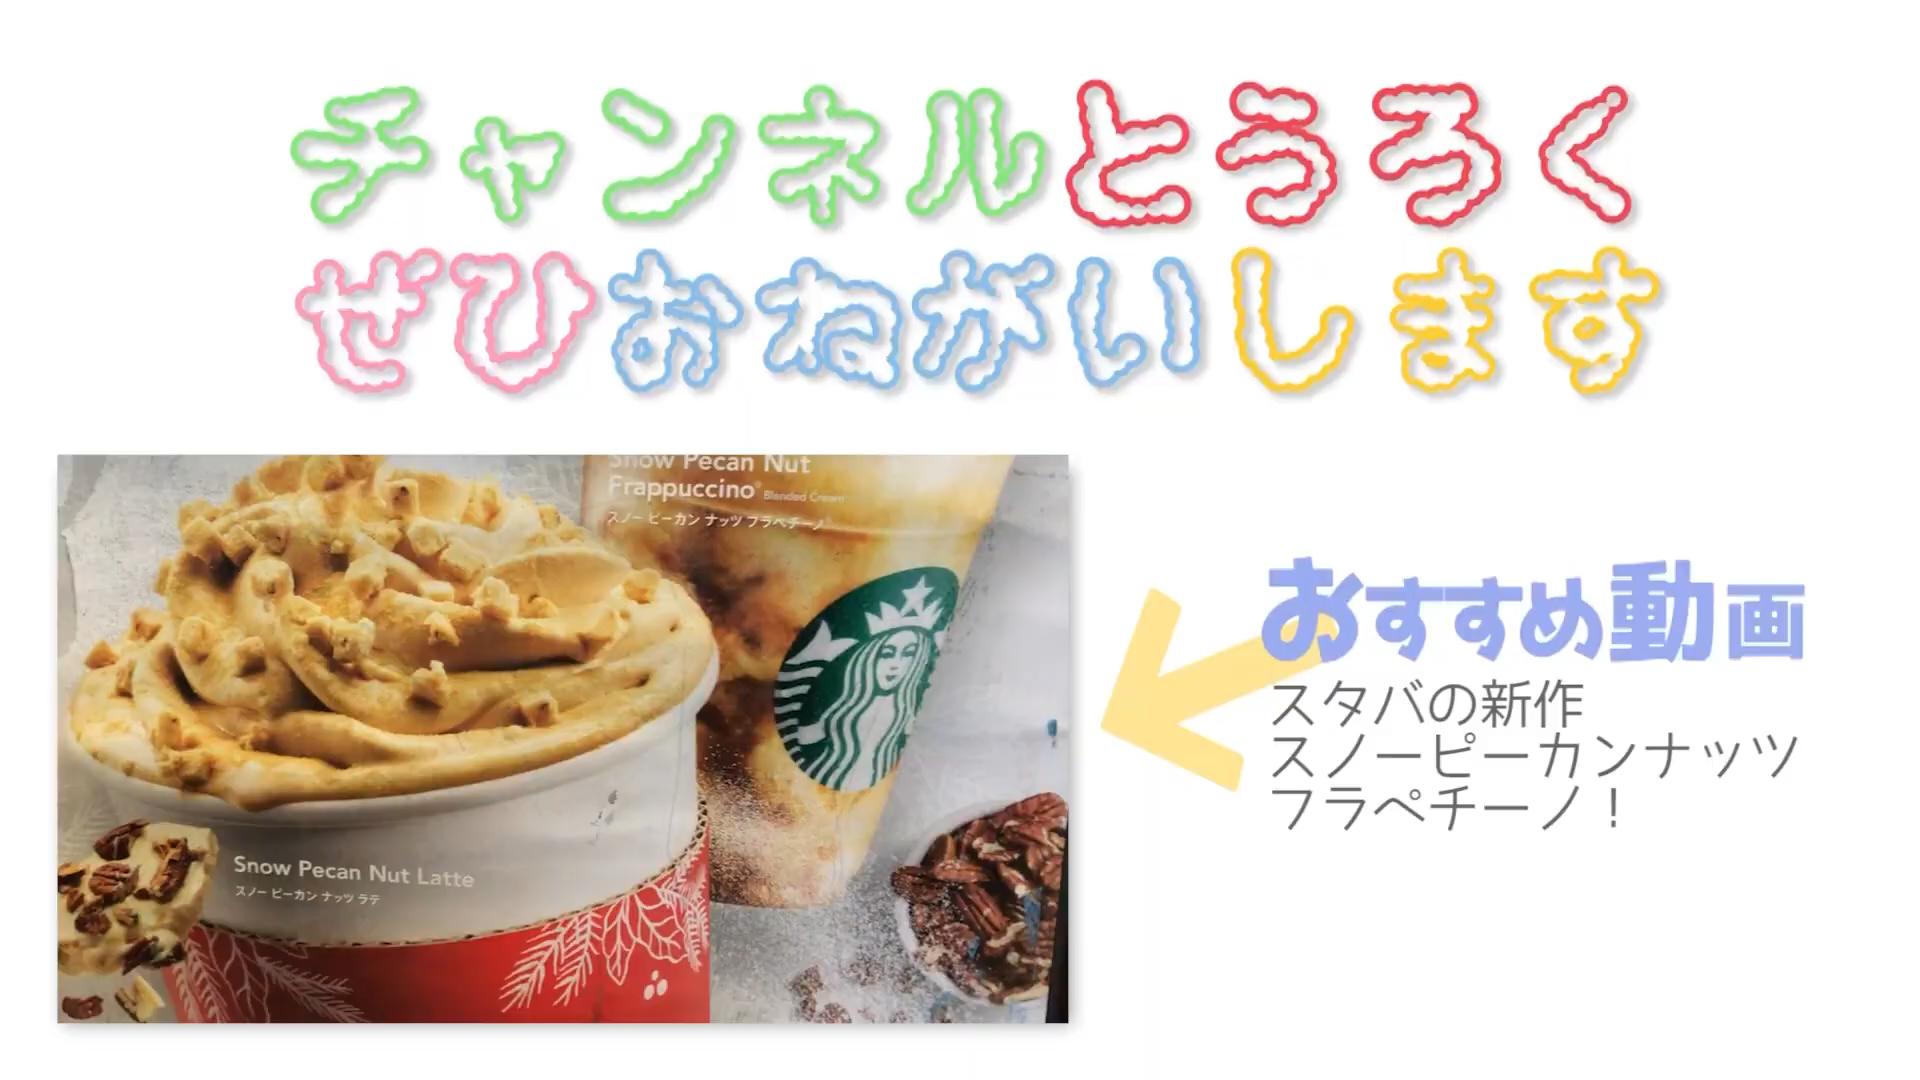 チャンネルとうろく
ぜひおねがいします
Snow Pecan Nut
Frappuccino® Blended Cream
スノー ピーカン ナッツ フラペチーノ®
Snow Pecan Nut Latte
スノー ピーカン ナッツ ラテ
おすすめ動画
スタバの新作
スノーピーカンナッツ
フラペチーノ！